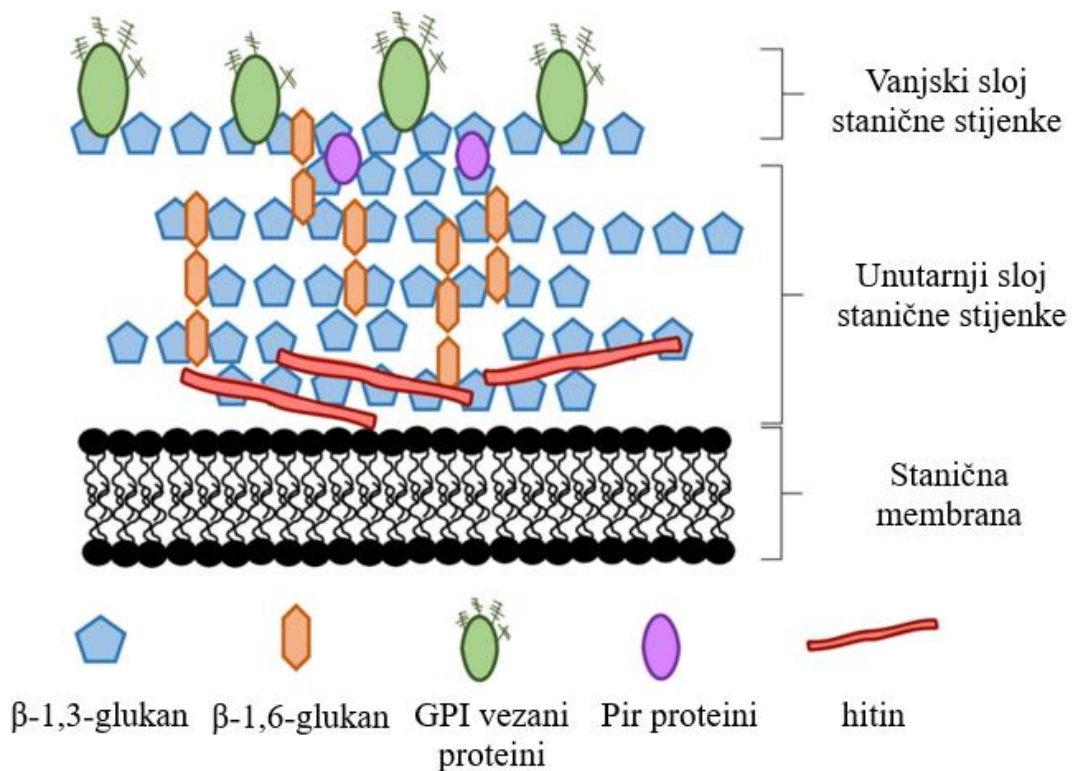 Vanjski sloj
stanične stijenke
Unutarnji sloj
stanične stijenke
Stanična
membrana
β-1,3-glukan
β-1,6-glukan
GPI vezani
proteini
Pir proteini
hitin